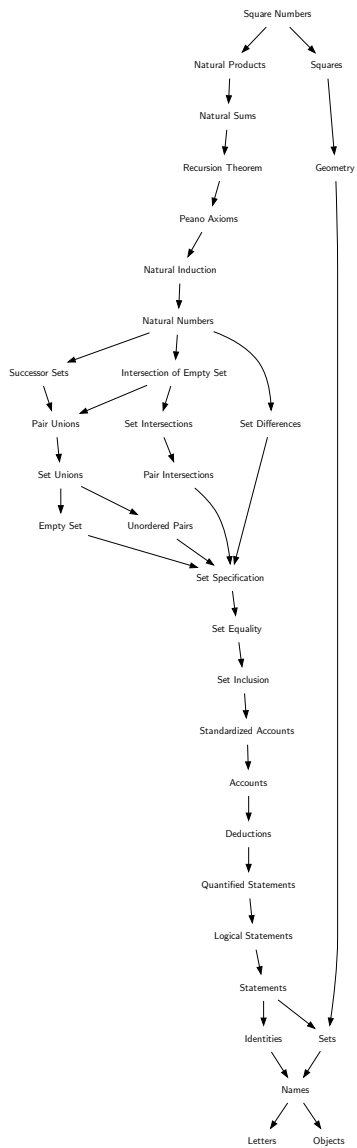 Square Numbers
Natural Products
Squares
Natural Sums
Recursion Theorem
Geometry
Peano Axioms
Natural Induction
Natural Numbers
Successor Sets
Intersection of Empty Set
Pair Unions
Set Intersections
Set Differences
Set Unions
Pair Intersections
Empty Set
Unordered Pairs
Set Specification
Set Equality
Set Inclusion
Standardized Accounts
Accounts
Deductions
Quantified Statements
Logical Statements
Statements
Identities
Sets
Names
Letters
Objects